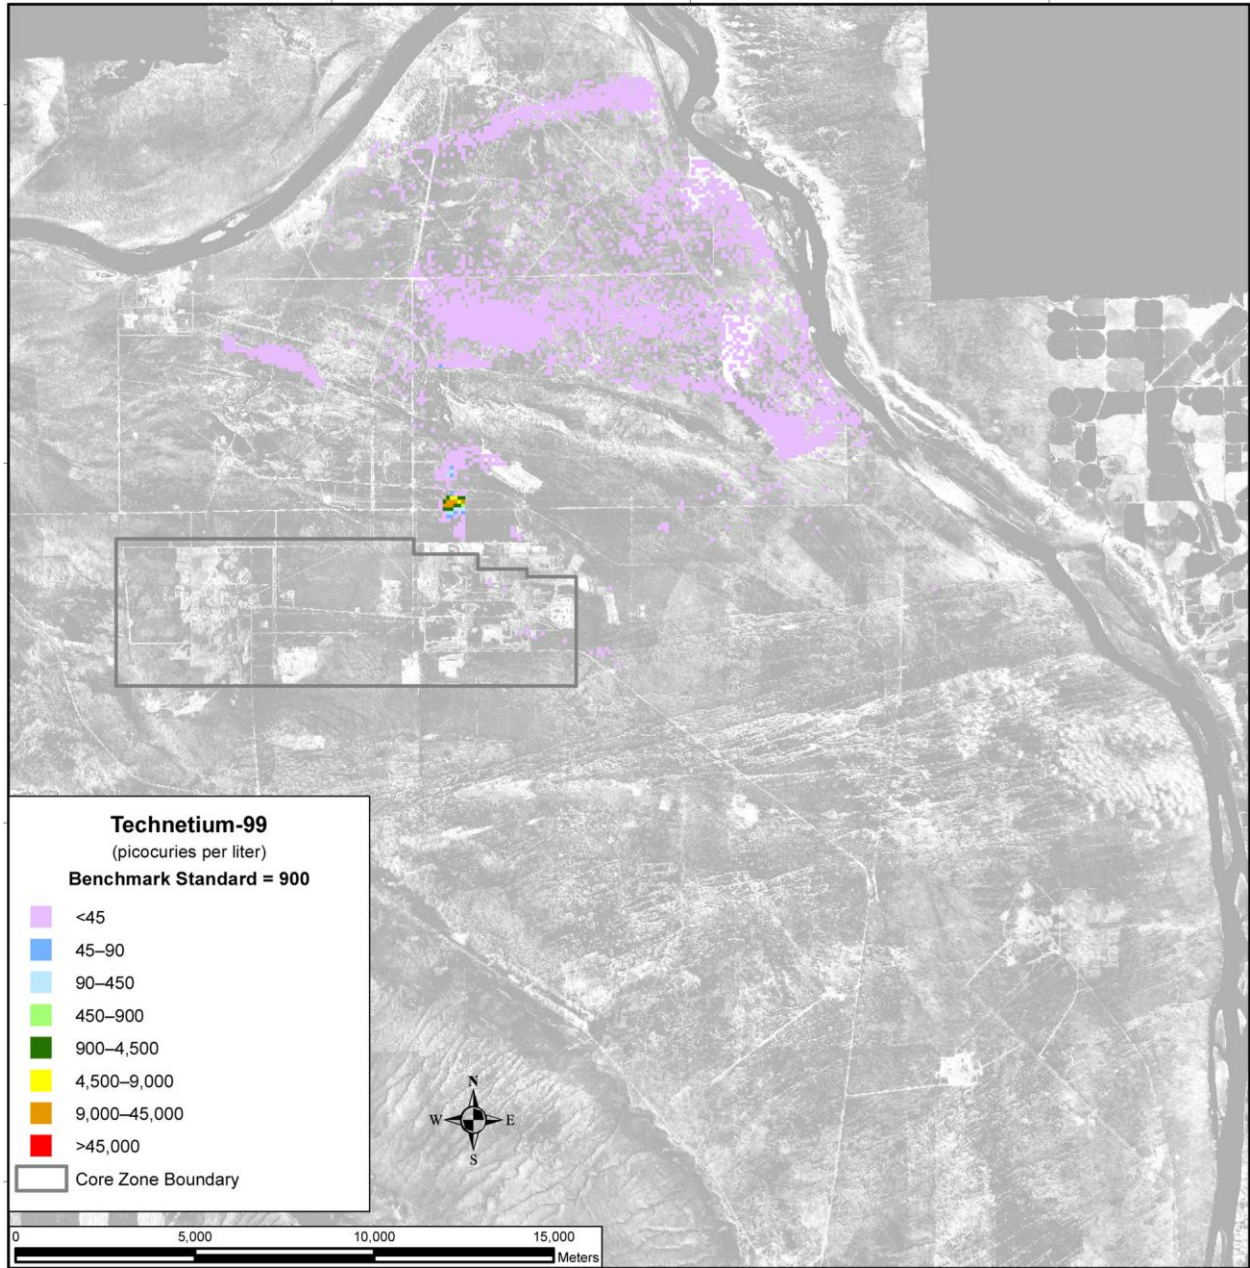 Technetium-99
(picocuries per liter)
Benchmark Standard = 900
<45
45–90
90–450
450–900
900–4,500
4,500–9,000
9,000–45,000
>45,000
Core Zone Boundary
N
W E
S
0 5,000 10,000 15,000
Meters